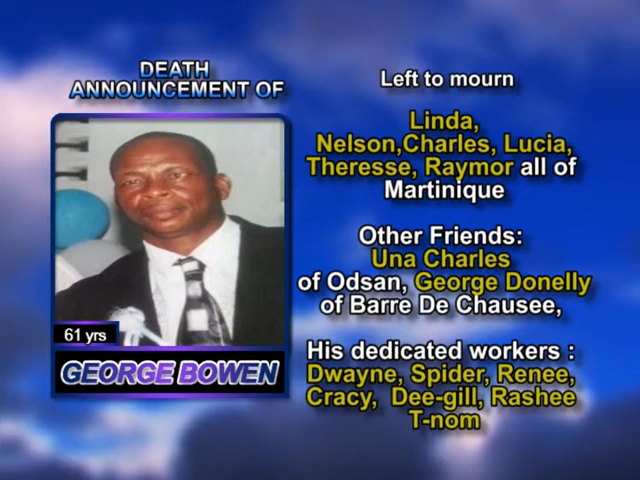 DEATH
ANNOUNCEMENT OF
61 yrs
GEORGE BOWEN
Left to mourn
Linda,
Nelson,Charles, Lucia,
Theresse, Raymor all of
Martinique
Other Friends:
Una Charles
of Odsan, George Donelly
of Barre De Chausee,
His dedicated workers :
Dwayne, Spider, Renee,
Cracy, Dee-gill, Rashee
T-nom